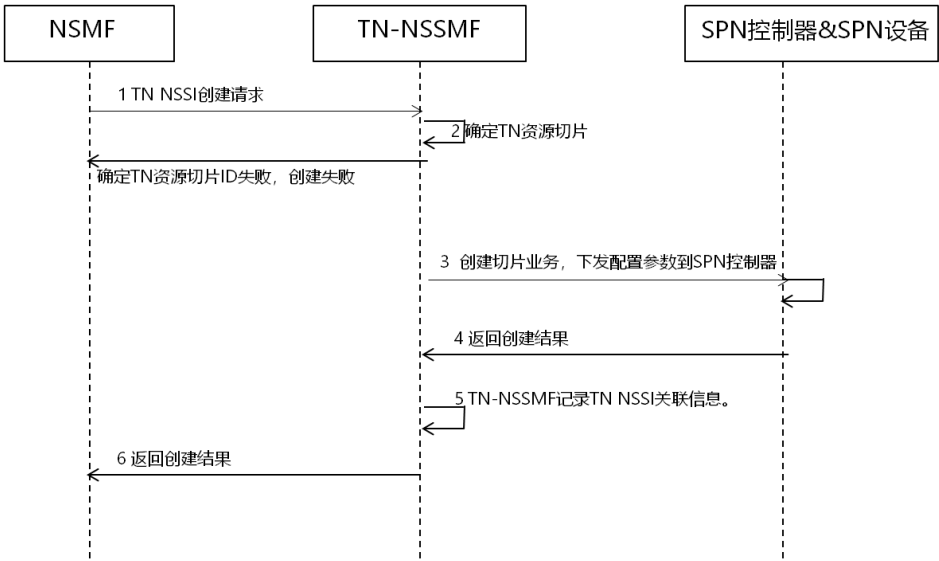 NSMF
TN-NSSMF
SPN控制器&SPN设备
1 TN NSSI创建请求
2 确定TN资源切片
确定TN资源切片ID失败，创建失败
3 创建切片业务，下发配置参数到SPN控制器
4 返回创建结果
5 TN-NSSMF记录TN NSSI关联信息。
6 返回创建结果